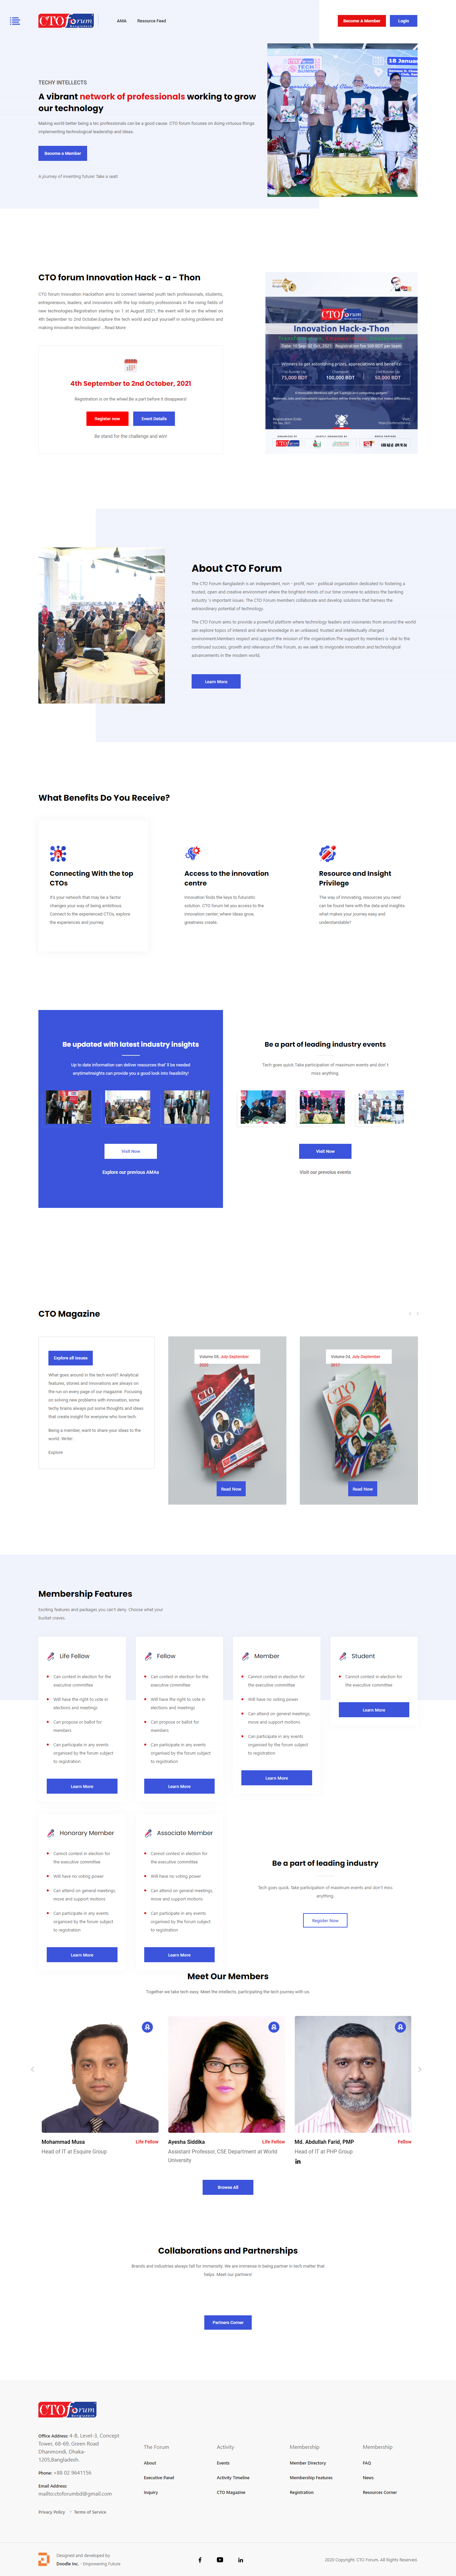 CTO forum
Bangladesh
AMA
Resource Feed
Become A Member
Login
TECHY INTELLECTS
A vibrant network of professionals working to grow
our technology
Making world better being a tec professionals can be a good cause. CTO forum focuses on doing virtuous things
implementing technological leadership and ideas
Become a Member
A journey of inventing future! Take a seat!
CTO forum Innovation Hack - a - Thon
CTO forum Innovation Hackathon aims to connect talented youth tech professionals, students,
entrepreneurs, leaders, and innovators with the top industry professionals in the rising fields of
new technologies.Registration starting on 1 st August 2021, the event will be on the wheel on
4th September to 2nd October.Explore the tech world and put yourself in solving problems and
making innovative technologies! ...Read More
4th September to 2nd October, 2021
Registration is on the wheel.Be a part before it disappears!
Register now
Event Details
Be stand for the challenge and win!
CTO forum
Innovation Hack-a-Thon
Winners to get astonishing prices, appreciations and benefits!
75,000 BDT
100,000 BDT
50,000 BDT
About CTO Forum
The CTO Forum Bangladesh is an independent, non - profit, non - political organization dedicated to fostering a
trusted, open and creative environment where the brightest minds of our time convene to address the banking
industry 's important issues. The CTO Forum members collaborate and develop solutions that harness the
extraordinary potential of technology.
The CTO Forum aims to provide a powerful platform where technology leaders and visionaries from around the world
can explore topics of interest and share knowledge in an unbiased, trusted and intellectually charged
environment.Members respect and support the mission of the organisation.The support by members is vital to the
continued success, growth and relevance of the Forum, as we seek to invigorate innovation and technological
advancements in the modern world.
Learn More
What Benefits Do You Receive?
Connecting With the top
CTOs
It's your network that may be a factor
changes your way of being ambitious.
Connect to the experienced CTOs, explore
the experiences and journey.
Access to the innovation
centre
Innovation finds the keys to futuristic
solution. CTO forum let you access to the
innovation center, where ideas grow,
greatness create.
Resource and Insight
Privilege
The way of innovating, resources you need
can be found here with the data and insights-
what makes your journey easy and
understandable?
Be updated with latest industry insights
Up to date information can deliver resources that' ll be needed
anytimeInsights can provide you a good look into feasibility!
Visit Now
Explore our previous AMAs
Be a part of leading industry events
Tech goes quick Take participation of maximum events and don' t
miss anything.
Visit Now
Visit our previoius events
CTO Magazine
Explore all issues
What goes around in the tech world? Analytical
features, stories and innovations are always on
the run on every page of our magazine. Focusing
on solving new problems with innovation, some
techy brains always put some thoughts and ideas
that create insight for everyone who love tech.
Being a member, want to share your ideas to the
world. Write!
Explore
Volume 08, July-September
2020
Read Now
Volume 04, July-September
2017
Read Now
Membership Features
Exciting features and packages you can't deny. Choose what your
bucket craves.
Life Fellow
Can contest in election for the
executive committee
Will have the right to vote in
elections and meetings
Can propose or ballot for
members
Can participate in any events
organised by the forum subject
to registration
Learn More
Fellow
Can contest in election for the
executive committee
Will have the right to vote in
elections and meetings
Can propose or ballot for
members
Can participate in any events
organised by the forum subject
to registration
Learn More
Member
Cannot contest in election for
the executive committee
Will have no voting power
Can attend on general meetings,
move and support motions
Can participate in any events
organised by the forum subject
to registration
Learn More
Student
Cannot contest in election for
the executive committee
Learn More
Honorary Member
Cannot contest in election for
the executive committee
Will have no voting power
Can attend on general meetings,
move and support motions
Can participate in any events
organised by the forum subject
to registration
Learn More
Associate Member
Cannot contest in election for
the executive committee
Will have no voting power
Can attend on general meetings,
move and support motions
Can participate in any events
organised by the forum subject
to registration
Learn More
Be a part of leading industry
Tech goes quick, Take participation of maximum events and don't miss
anything.
Register Now
Meet Our Members
Together we take tech easy. Meet the intellects, participating the tech journey with us.
Mohammad Musa
Life Fellow
Head of IT at Esquire Group
Ayesha Siddika
Life Fellow
Assistant Professor, CSE Department at World
University
Md. Abdullah Farid, PMP
Fellow
Head of IT at PHP Group
Browse All
Collaborations and Partnerships
Brands and industries always fall for immensity. We are immense in being partner in tech matter that
helps. Meet our partners!
Partners Corner
CTO forum
Bangladesh
Office Address: 4-B, Level-3, Concept
Tower, 68-69, Green Road
Dhanmondi, Dhaka-
1205,Bangladesh.
Phone: +88 02 9641156
Email Address:
mailto:ctoforumbd@gmail.com
Privacy Policy
Terms of Service
The Forum
About
Executive Panel
Inquiry
Activity
Events
Activity Timeline
CTO Magazine
Membership
Member Directory
Membership Features
Registration
Membership
FAQ
News
Resources Corner
Designed and developed by
Doodle Inc. - Empowering Future
2020 Copyright. CTO Forum. All Rights Reserved.